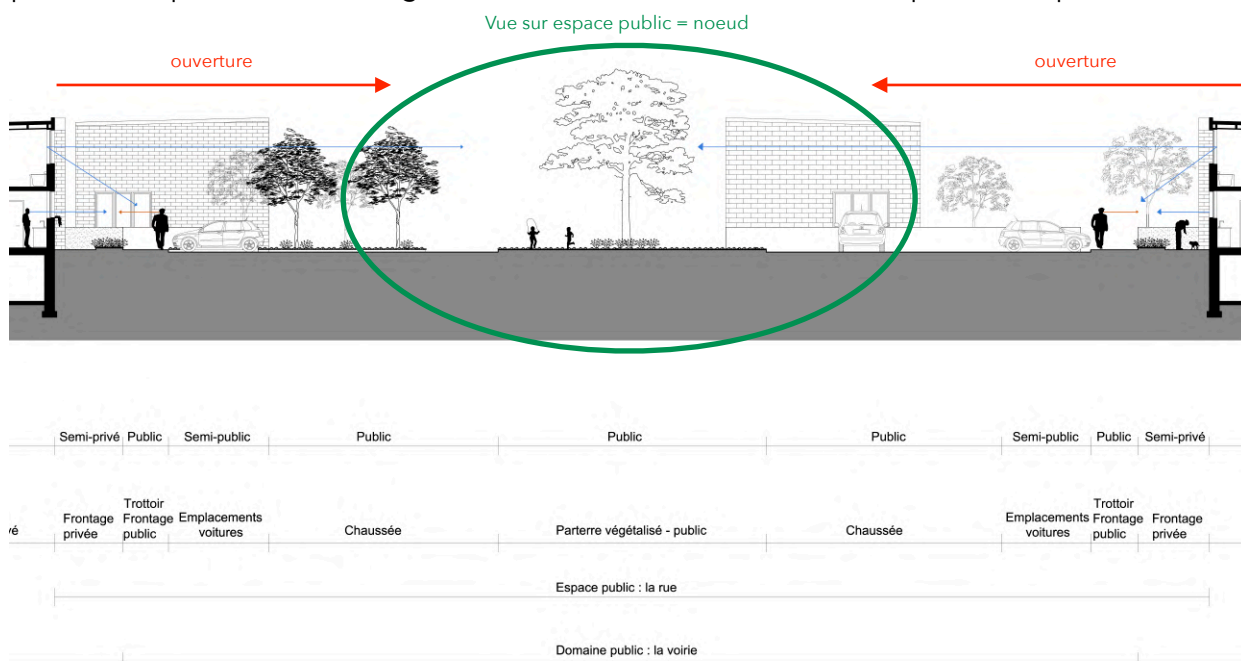 Vue sur espace public = noeud
ouverture
ouverture
Semi-privé Public Semi-public Public Public Public Semi-public Public Semi-privé
Trottoir
Frontage
public
Trottoir
Frontage
public
vé
Frontage
privée
Emplacements
voitures
Chaussée
Parterre végétalisé - public
Chaussée
Emplacements
voitures
Frontage
privée
Espace public : la rue
Domaine public : la voirie